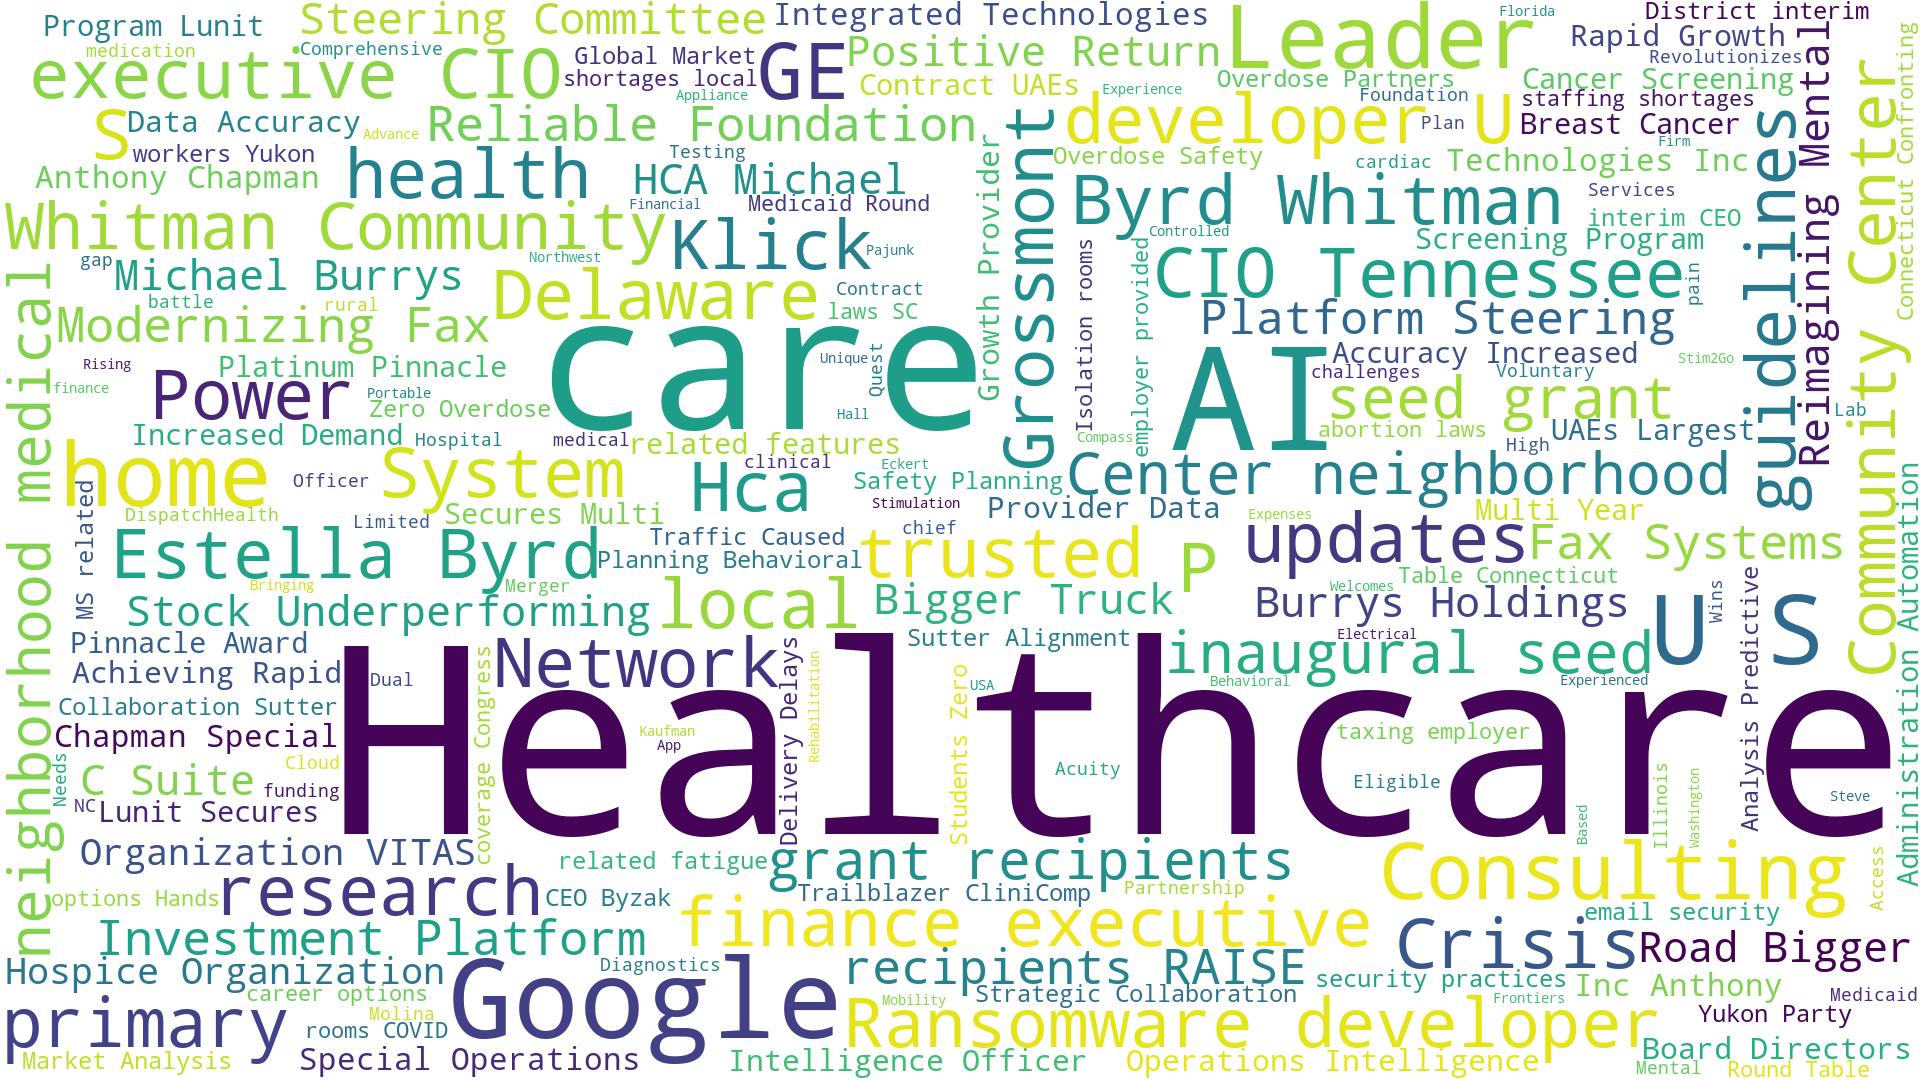 Program Lunit
Steering Committee
Integrated Technologies
Leader
Florida
District interim
medication
Comprehensive
executive CIO
Global Market
shortages local
GE
Positive Return
Rapid Growth
Revolutionizes
Appliance
Contract UAEs
Experience
Overdose Partners
Cancer Screening
Mental
Reimagining
Confronting
Connecticut
S
Data Accuracy
Advance
Reliable Foundation
developer
Foundation
Plan
U
staffing shortages
Breast Cancer
workers Yukon
Anthony Chapman
health
Testing
HCA Michael
Overdose Safety
cardiac
Firm
Technologies Inc
Financial
Medicaid Round
Growth Provider
Grossmont
Byrd Whitman
Services
interim CEO
guidelines
Community Center
Whitman Community
Klick
Pajunk
Controlled
Screening Program
gap
Michael Burrys
Northwest
Isolation rooms
employer provided
CIO Tennessee
pain
battle
rural
Delaware
Contract
laws SC
Modernizing Fax
care
Platform Steering
neighborhood medical
Rising
Platinum Pinnacle
Unique
Quest
AI
Accuracy Increased
Stim2Go
challenges
Voluntary
finance
Power
Portable
Zero Overdose
Hall
seed grant
Lab
Increased Demand
Hospital
medical
related features
Compass
abortion laws
High
UAEs Largest
home
Officer
System
clinical
Eckert
Hca
Safety Planning
Center neighborhood
MS related
DispatchHealth
Limited
Secures Multi
Stimulation
Provider Data
Expenses
Multi Year
Administration Automation
Estella Byrd
Traffic Caused
chief
Planning Behavioral
trusted
P
updates
Fax Systems
Bringing
Merger
Welcomes
Table Connecticut
Stock Underperforming
local
Bigger Truck
Burrys Holdings
Wins
Analysis Predictive
Pinnacle Award
Network
Delivery Delays
Sutter Alignment
Electrical
inaugural seed
U S
Achieving Rapid
Dual
coverage Congress
Rehabilitation
Students Zero
USA
Behavioral
Experienced
Collaboration Sutter
Healthcare
Chapman Special
Kaufman
App
taxing employer
Needs
C Suite
Cloud
funding
Acuity
Eligible
Illinois
Washington
Steve
NC
Lunit Secures
Based
Organization VITAS
related fatigue
grant recipients
Consulting
Access
options Hands
research
CEO Byzak
Trailblazer CliniComp
Partnership
email security
Investment Platform
finance executive
Crisis
Road Bigger
Hospice Organization
Diagnostics
recipients RAISE
security practices
Inc Anthony
career options
Google
Mobility
Strategic Collaboration
Frontiers
Medicaid
primary
Molina
rooms COVID
Ransomware developer
Yukon Party
Market Analysis
Special Operations
Intelligence Officer
Operations Intelligence
Board Directors
Mental
Round Table